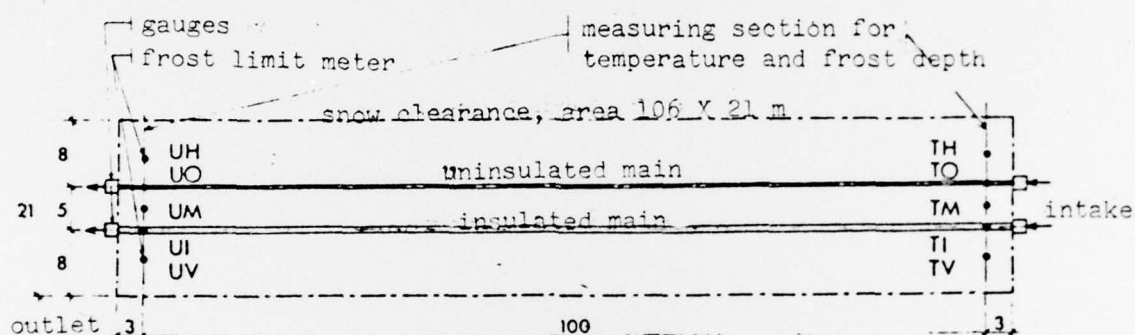 gauges
frost limit meter
measuring section for
temperature and frost depth
snow clearance, area 106 X 21 m
8
UH
UO
uninsulated main
TH
TO
21
5
UM
insulated main
TM
intake
8
UI
UV
TI
TV
outlet
3
100
3